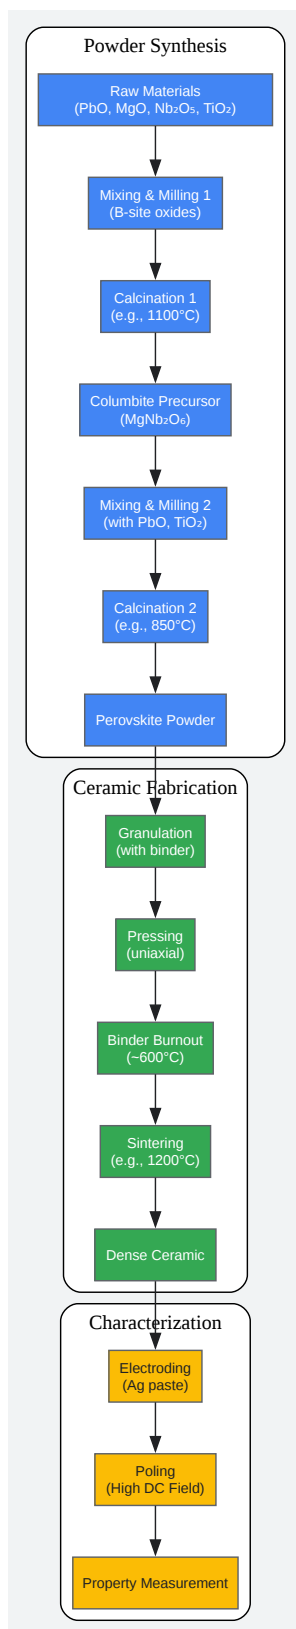 Powder Synthesis
Raw Materials
(PbO, MgO, Nb₂O₅, TiO₂)
Mixing & Milling 1
(B-site oxides)
Calcination 1
(e.g., 1100°C)
Columbite Precursor
(MgNb₂O₆)
Mixing & Milling 2
(with PbO, TiO₂)
Calcination 2
(e.g., 850°C)
Perovskite Powder
Ceramic Fabrication
Granulation
(with binder)
Pressing
(uniaxial)
Binder Burnout
(~600°C)
Sintering
(e.g., 1200°C)
Dense Ceramic
Characterization
Electroding
(Ag paste)
Poling
(High DC Field)
Property Measurement